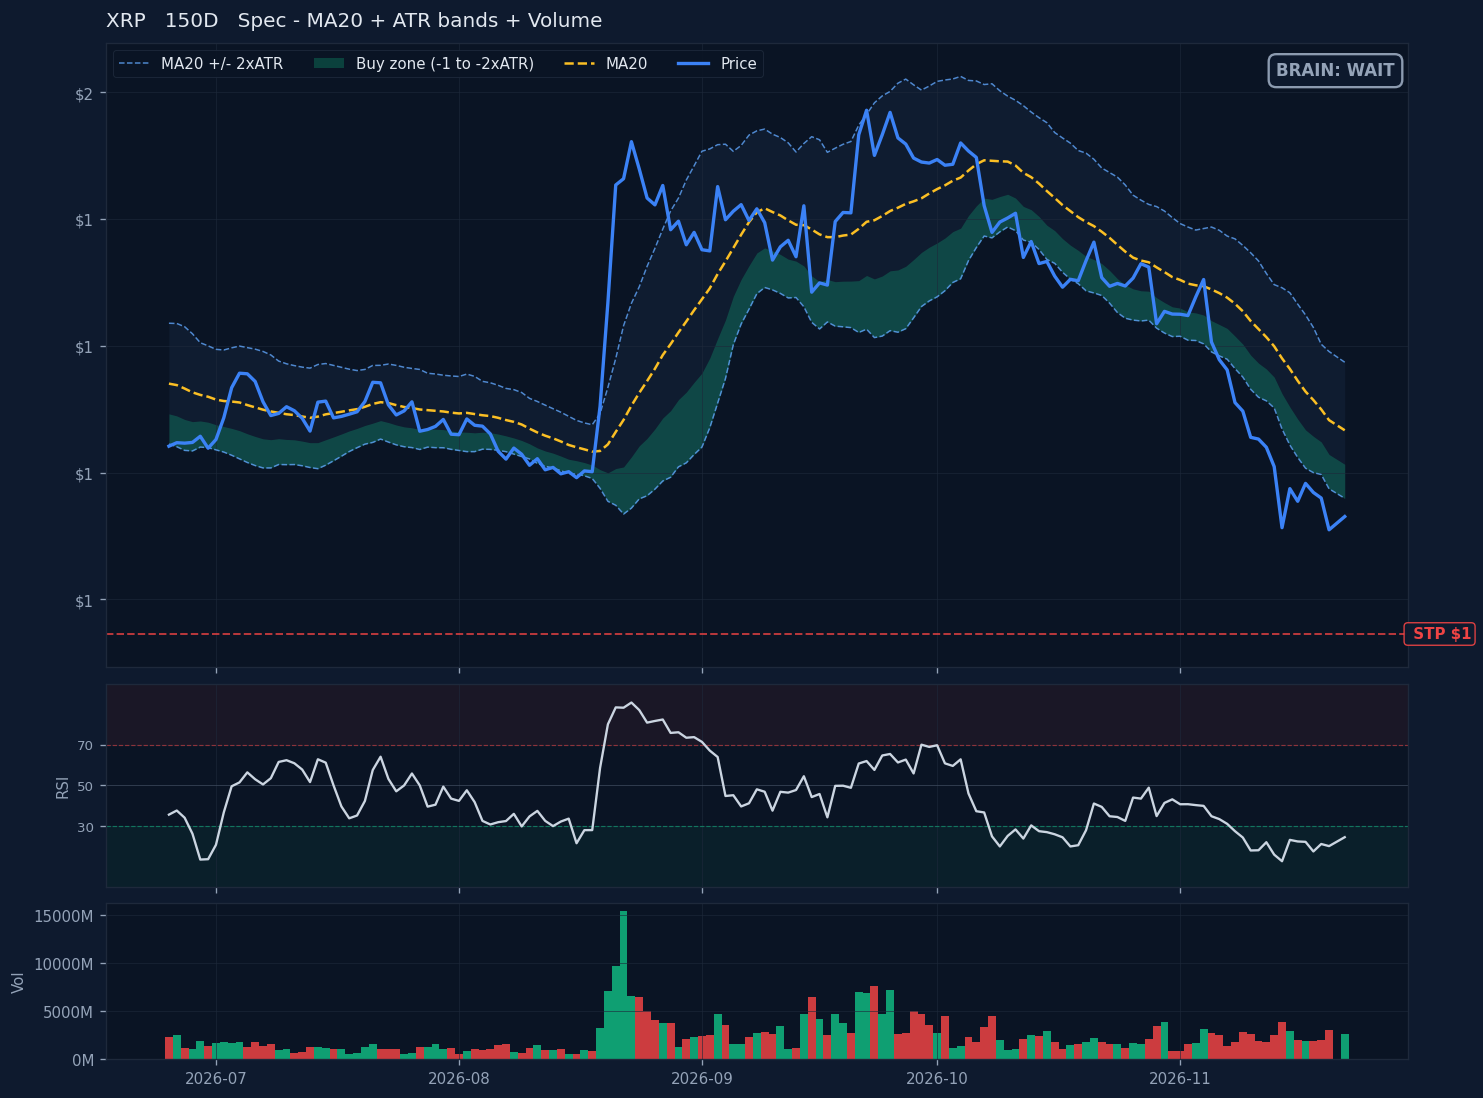 XRP   150D   Spec - MA20 + ATR bands + Volume
MA20 +/- 2xATR
Buy zone (-1 to -2xATR)
MA20
Price
BRAIN: WAIT
$2
$1
$1
$1
$1
STP $1
RSI
70
50
30
Vol
15000M
10000M
5000M
0M
2026-07
2026-08
2026-09
2026-10
2026-11